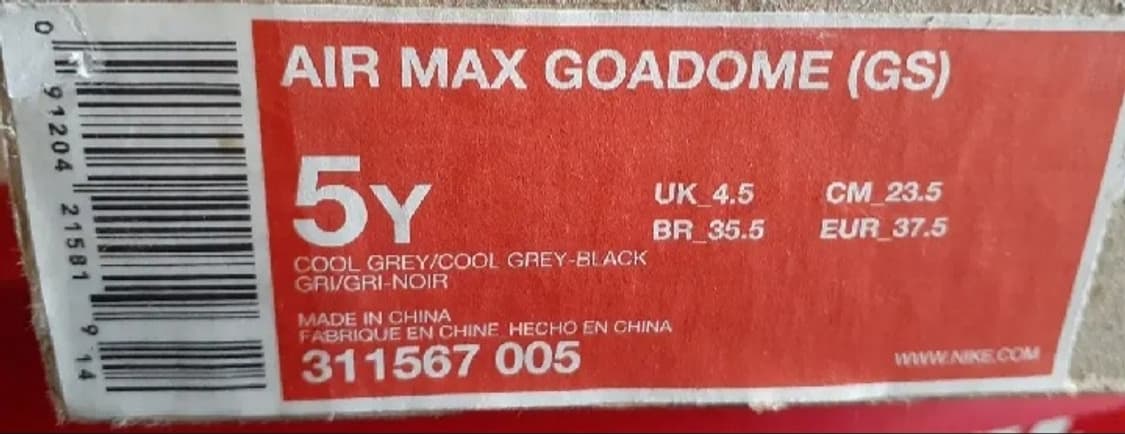 0 91204 21581 9 14
AIR MAX GOADOME (GS)
5Y
UK_4.5 CM_23.5
BR_35.5 EUR_37.5
COOL GREY/COOL GREY-BLACK
GRI/GRI-NOIR
MADE IN CHINA
FABRIQUE EN CHINE HECHO EN CHINA
311567 005
WWW.NIKE.COM